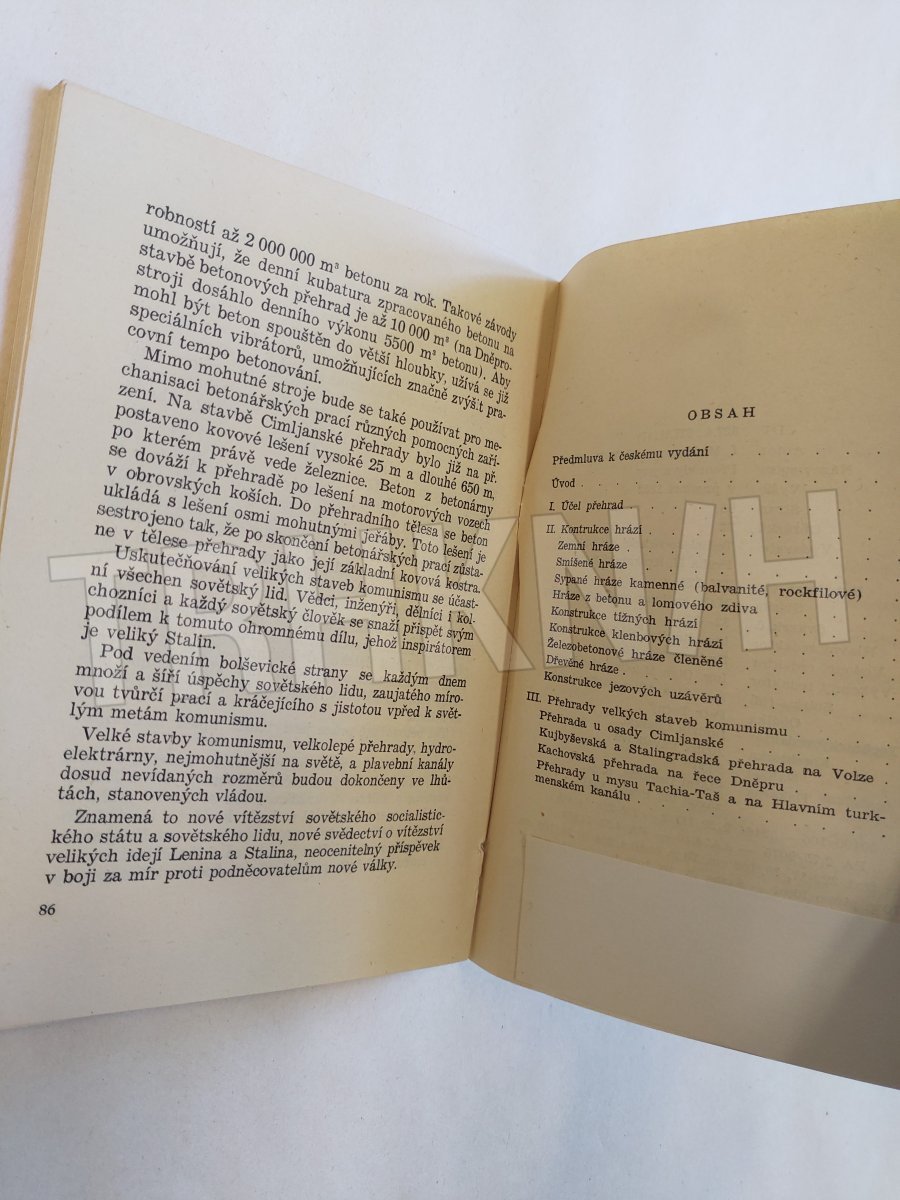 robností až 2 000 000 m³ betonu za rok. Takové závody
umožňují, že denní kubatura zpracovaného betonu na
stavbě betonových přehrad je až 10 000 m³ (na Dněpro-
stroji dosáhlo denního výkonu 5500 m³ betonu). Aby
mohl být beton spouštěn do větší hloubky, užívá se již
speciálních vibrátorů, umožňujících značně zvýšit pra-
covní tempo betonování.
Mimo mohutné stroje bude se také používat pro me-
chanisaci betonářských prací různých pomocných zaří-
zení. Na stavbě Cimljanské přehrady bylo již na př.
postaveno kovové lešení vysoké 25 m a dlouhé 650 m,
po kterém právě vede železnice. Beton z betonárny
se dováží k přehradě po lešení na motorových vozech
v obrovských koších. Do přehradního tělesa se beton
ukládá s lešení osmi mohutnými jeřáby. Toto lešení je
sestrojeno tak, že po skončení betonářských prací zůsta-
ne v tělese přehrady jako její základní kovová kostra.
Uskutečňování velikých staveb komunismu se účast-
ní všechen sovětský lid. Vědci, inženýři, dělníci i kol-
chozníci a každý sovětský člověk se snaží přispět svým
podílem k tomuto ohromnému dílu, jehož inspirátorem
je veliký Stalin.
Pod vedením bolševické strany se každým dnem
množí a šíří úspěchy sovětského lidu, zaujatého míro-
vou tvůrčí prací a kráčejícího s jistotou vpřed k svět-
lým metám komunismu.
Velké stavby komunismu, velkolepé přehrady, hydro-
elektrárny, nejmohutnější na světě, a plavební kanály
dosud nevídaných rozměrů budou dokončeny ve lhů-
tách, stanovených vládou.
Znamená to nové vítězství sovětského socialistic-
kého státu a sovětského lidu, nové svědectví o vítězství
velikých idejí Lenina a Stalina, neocenitelný příspěvek
v boji za mír proti podněcovatelům nové války.
86
OBSAH
Předmluva k českému vydání
Úvod
I. Účel přehrad
II. Kontrukce hrází
Zemní hráze
Smíšené hráze
Sypané hráze kamenné (balvanité, rockfilové)
Hráze z betonu a lomového zdiva
Konstrukce tížných hrází
Konstrukce klenbových hrází
Železobetonové hráze členěné
Dřevěné hráze
Konstrukce jezových uzávěrů
III. Přehrady velkých staveb komunismu
Přehrada u osady Cimljanské
Kujbyševská a Stalingradská přehrada na Volze
Kachovská přehrada na řece Dněpru
Přehrady u mysu Tachia-Taš a na Hlavním turk-
menském kanálu